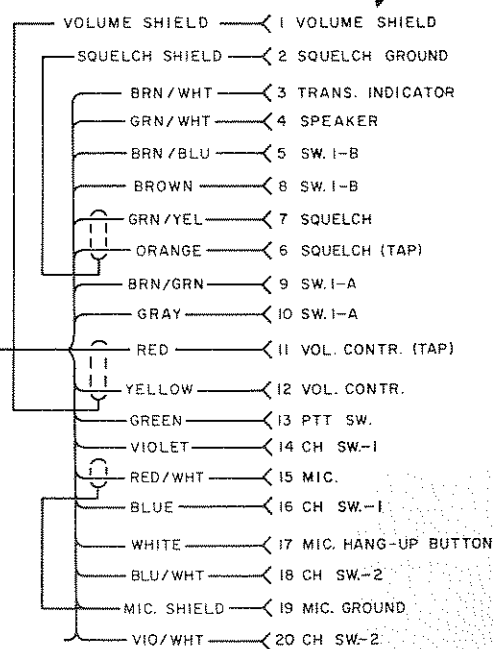 VOLUME SHIELD 1 VOLUME SHIELD
SQUELCH SHIELD 2 SQUELCH GROUND
BRN/WHT 3 TRANS. INDICATOR
GRN/WHT 4 SPEAKER
BRN/BLU 5 SW. 1-B
BROWN 8 SW. 1-B
GRN/YEL 7 SQUELCH
ORANGE 6 SQUELCH (TAP)
BRN/GRN 9 SW. 1-A
GRAY 10 SW. 1-A
RED 11 VOL. CONTR. (TAP)
YELLOW 12 VOL. CONTR.
GREEN 13 PTT SW.
VIOLET 14 CH SW.-1
RED/WHT 15 MIC.
BLUE 16 CH SW.-1
WHITE 17 MIC. HANG-UP BUTTON
BLU/WHT 18 CH SW.-2
MIC. SHIELD 19 MIC. GROUND
VIO/WHT 20 CH SW.-2